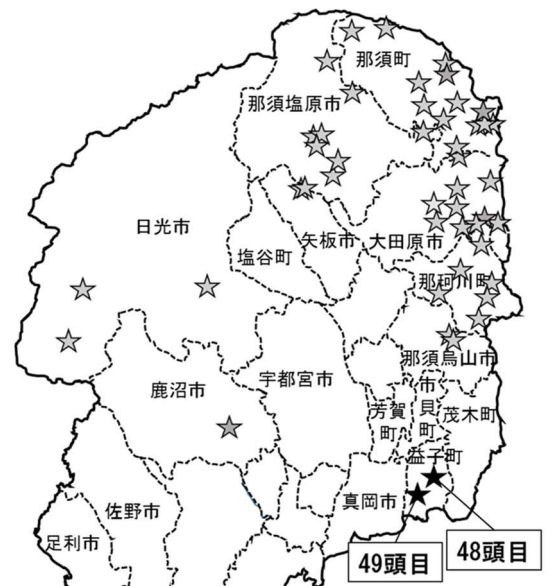 那須町
那須塩原市
日光市
矢板市
大田原市
塩谷町
那珂川町
那須烏山市
宇都宮市
鹿沼市
市貝町
芳賀町
茂木町
益子町
真岡市
佐野市
足利市
48頭目
49頭目